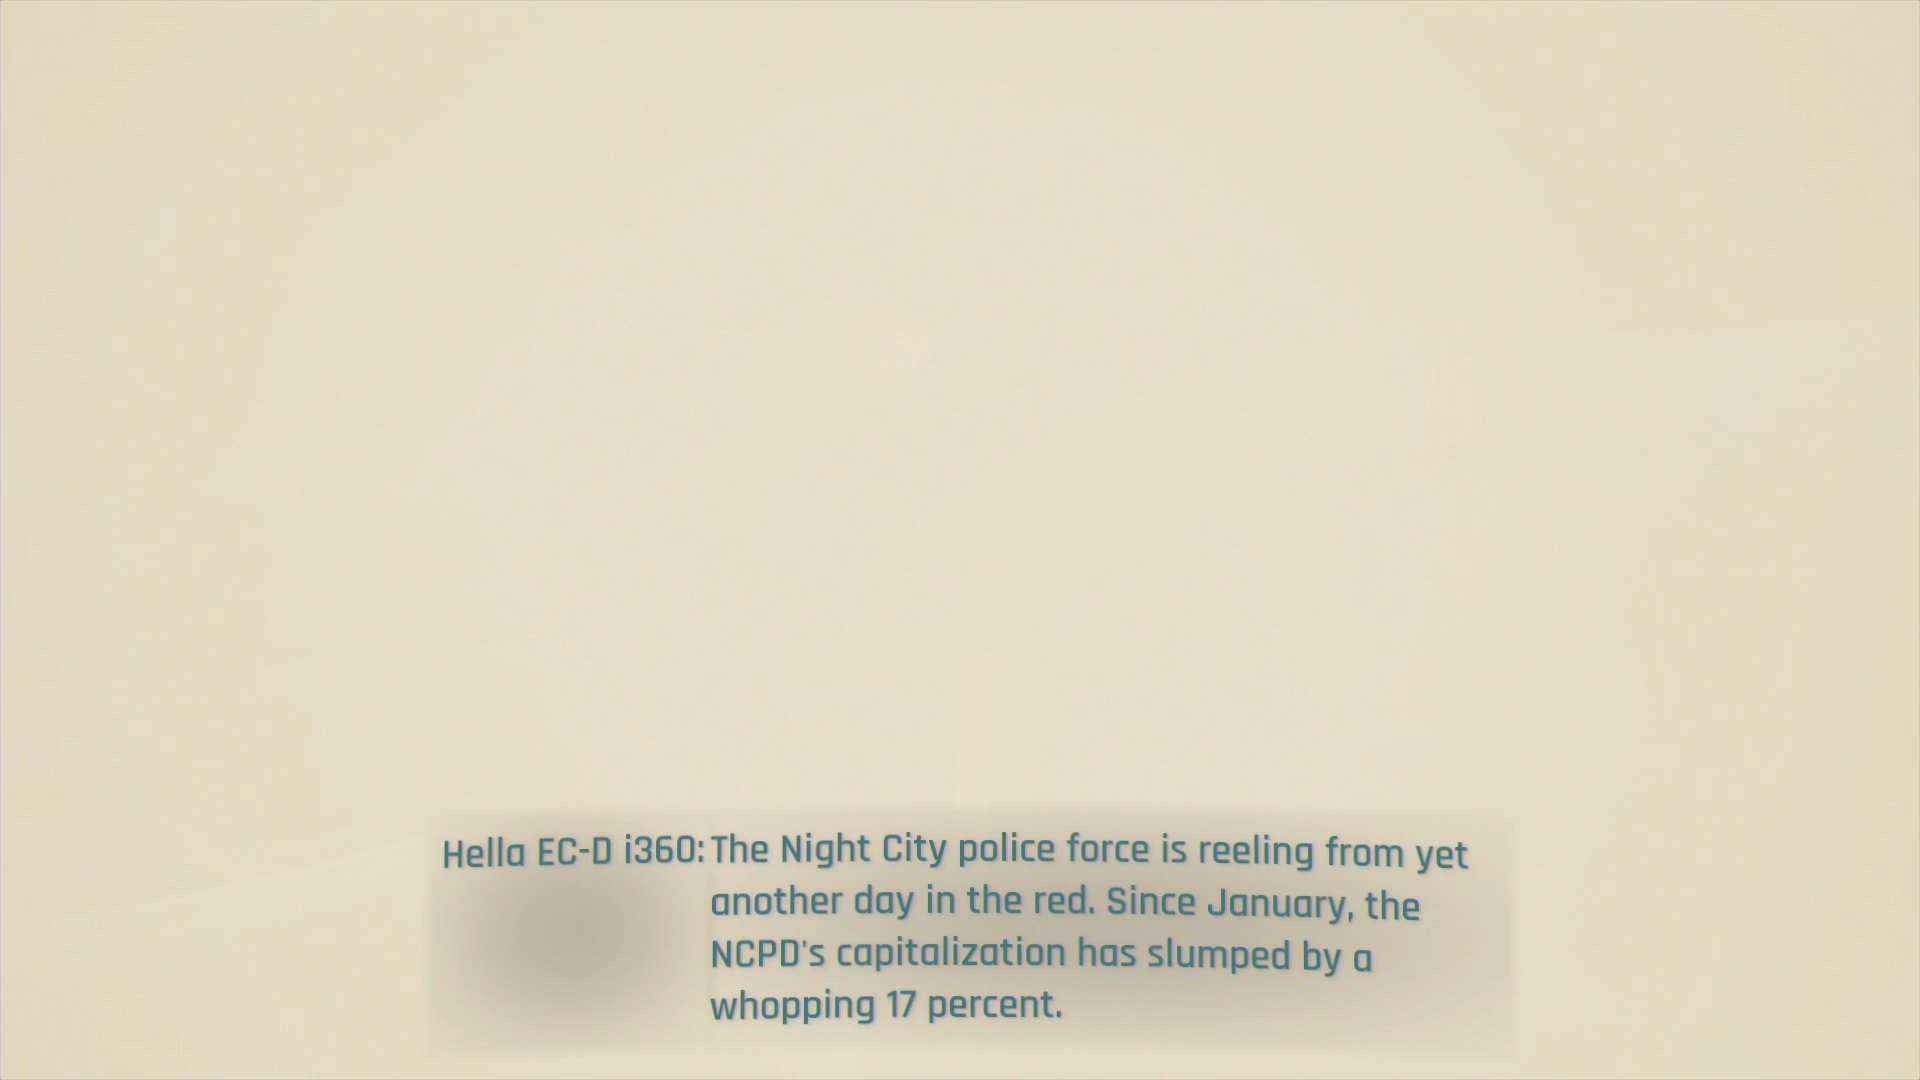 Hella EC-D i360: The Night City police force is reeling from yet
another day in the red. Since January, the
NCPD's capitalization has slumped by a
whopping 17 percent.